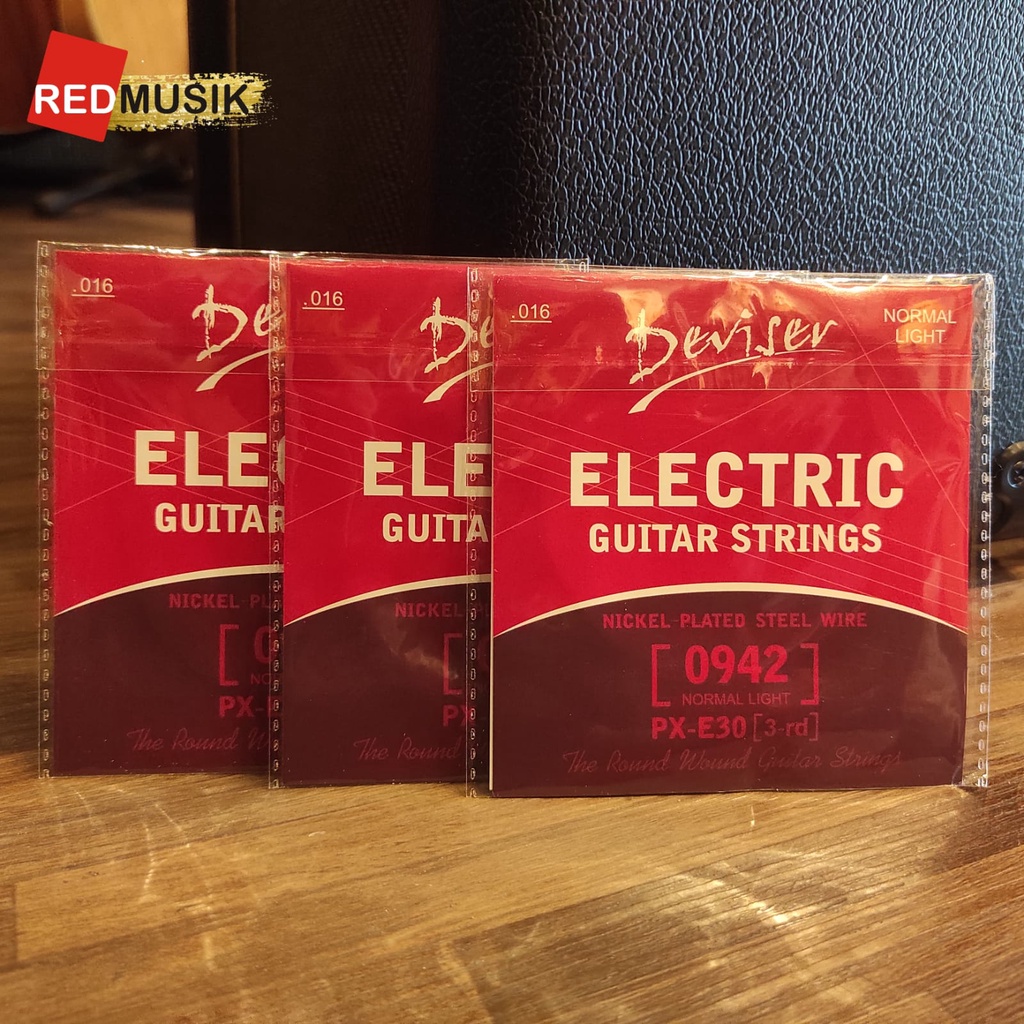 REDMUSIK
.016
De
ELEC
GUITAR
NICKEL-PL
PX-
The Round W
.016
De
ELE
GUITA
NICKEL
PX
The Round
.016
Deviser
NORMAL
LIGHT
ELECTRIC
GUITAR STRINGS
NICKEL-PLATED STEEL WIRE
[0942]
NORMAL LIGHT
PX-E30 [3-rd]
The Round Wound Guitar Strings